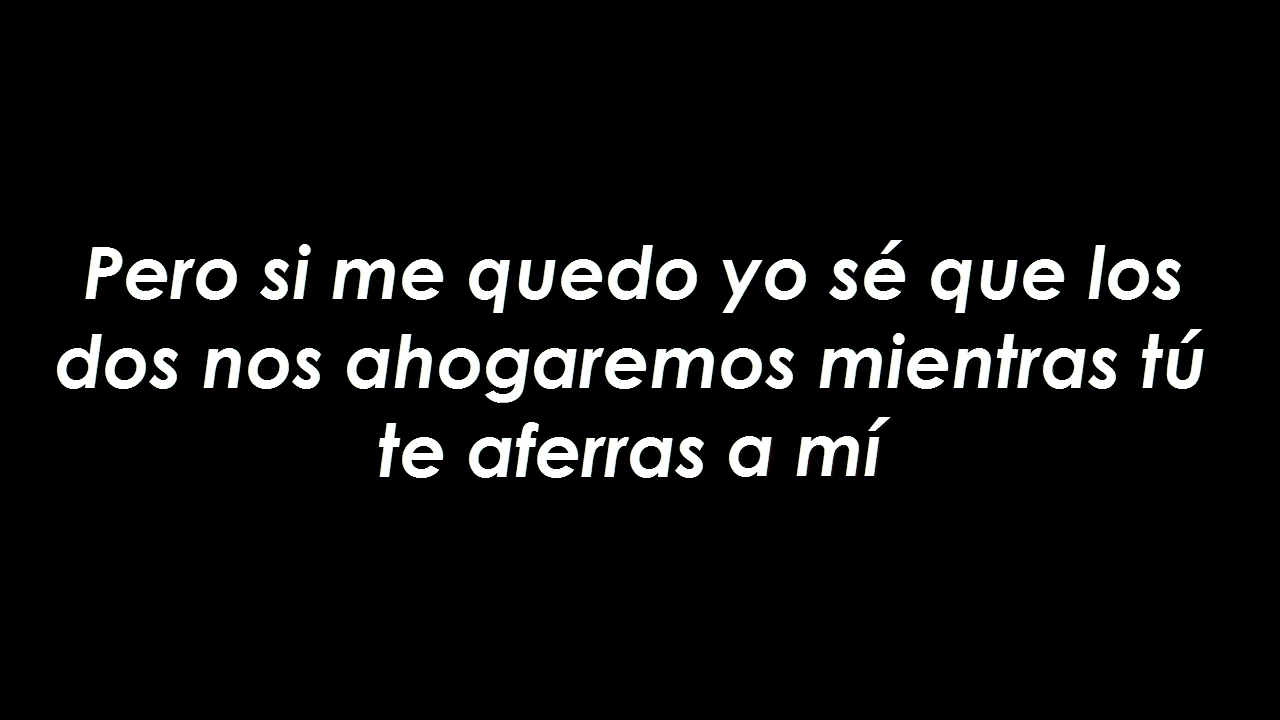 Pero si me quedo yo sé que los
dos nos ahogaremos mientras tú
te aferras a mí